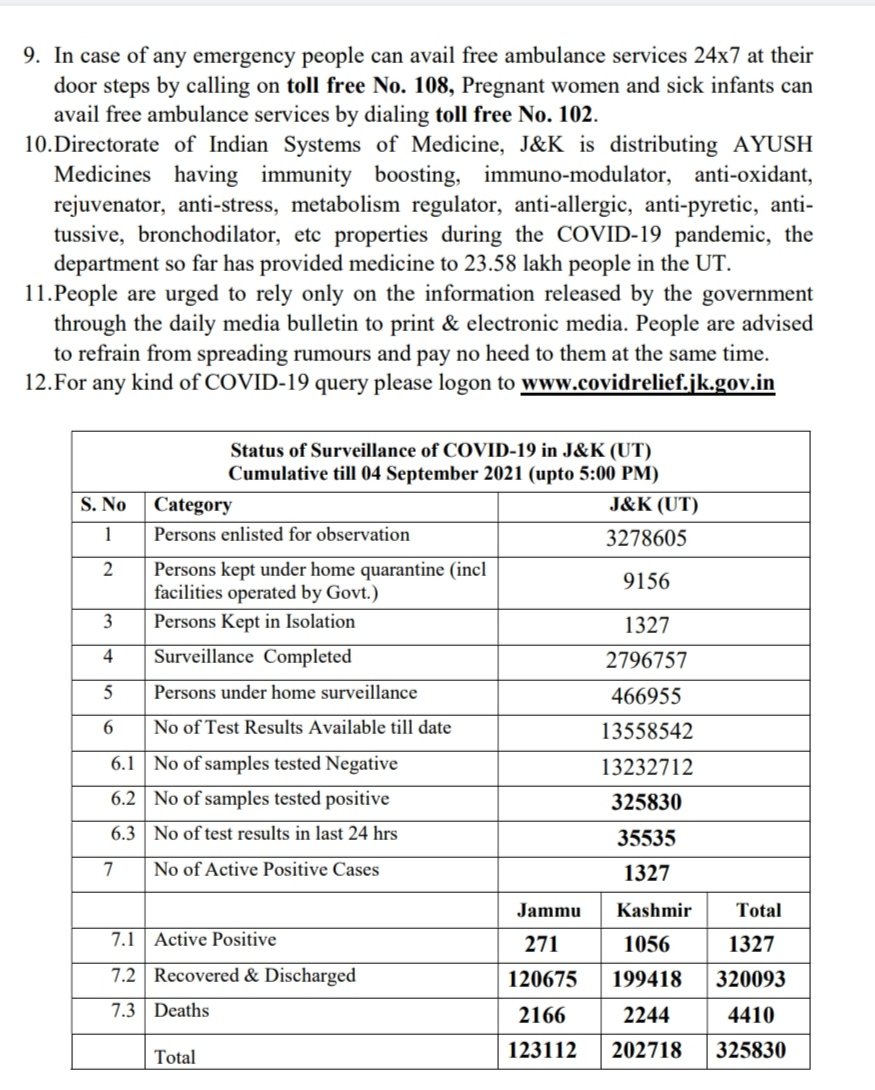 9. In case of any emergency people can avail free ambulance services 24x7 at their
door steps by calling on toll free No. 108, Pregnant women and sick infants can
avail free ambulance services by dialing toll free No. 102.
10.Directorate of Indian Systems of Medicine, J&K is distributing AYUSH
Medicines having immunity boosting, immuno-modulator, anti-oxidant,
rejuvenator, anti-stress, metabolism regulator, anti-allergic, anti-pyretic, anti-
tussive, bronchodilator, etc properties during the COVID-19 pandemic, the
department so far has provided medicine to 23.58 lakh people in the UT.
11.People are urged to rely only on the information released by the government
through the daily media bulletin to print & electronic media. People are advised
to refrain from spreading rumours and pay no heed to them at the same time.
12.For any kind of COVID-19 query please logon to www.covidrelief.jk.gov.in
Status of Surveillance of COVID-19 in J&K (UT)
Cumulative till 04 September 2021 (upto 5:00 PM)
S. No Category J&K (UT)
1 Persons enlisted for observation 3278605
2 Persons kept under home quarantine (incl
facilities operated by Govt.) 9156
3 Persons Kept in Isolation 1327
4 Surveillance Completed 2796757
5 Persons under home surveillance 466955
6 No of Test Results Available till date 13558542
6.1 No of samples tested Negative 13232712
6.2 No of samples tested positive 325830
6.3 No of test results in last 24 hrs 35535
7 No of Active Positive Cases 1327
Jammu Kashmir Total
7.1 Active Positive 271 1056 1327
7.2 Recovered & Discharged 120675 199418 320093
7.3 Deaths 2166 2244 4410
Total 123112 202718 325830